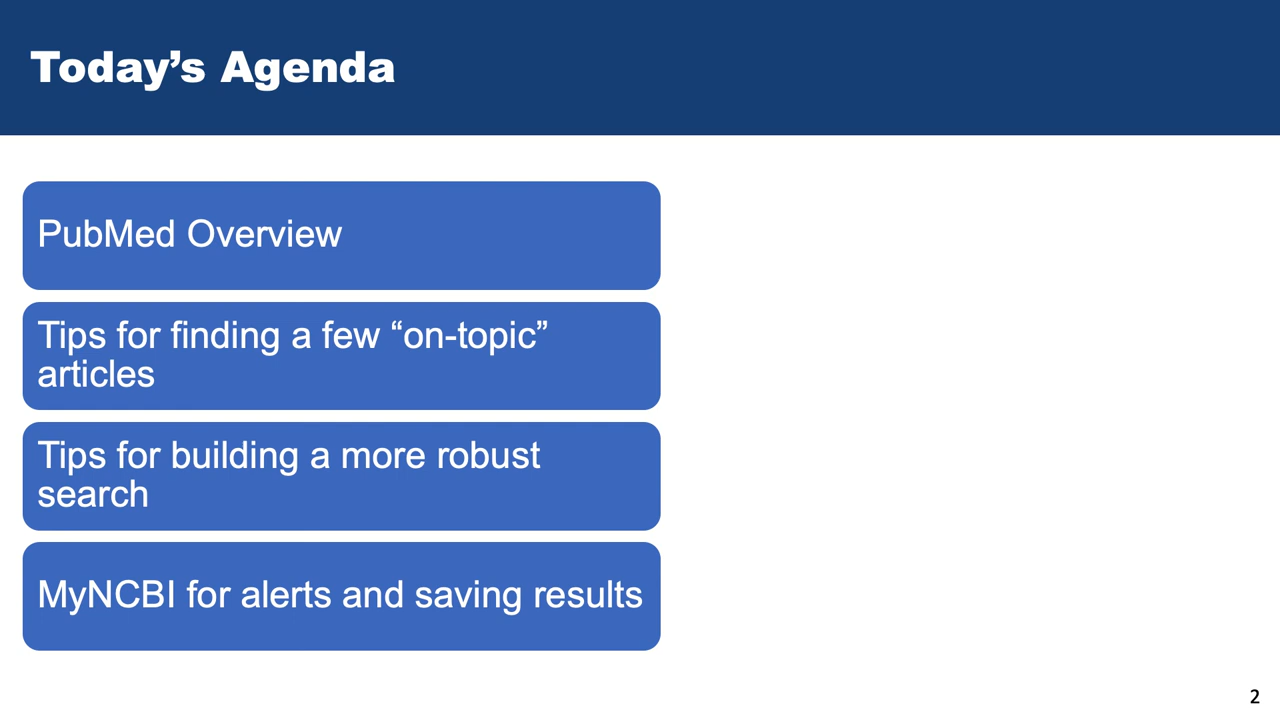 Today’s Agenda
PubMed Overview
Tips for finding a few “on-topic”
articles
Tips for building a more robust
search
MyNCBI for alerts and saving results
2